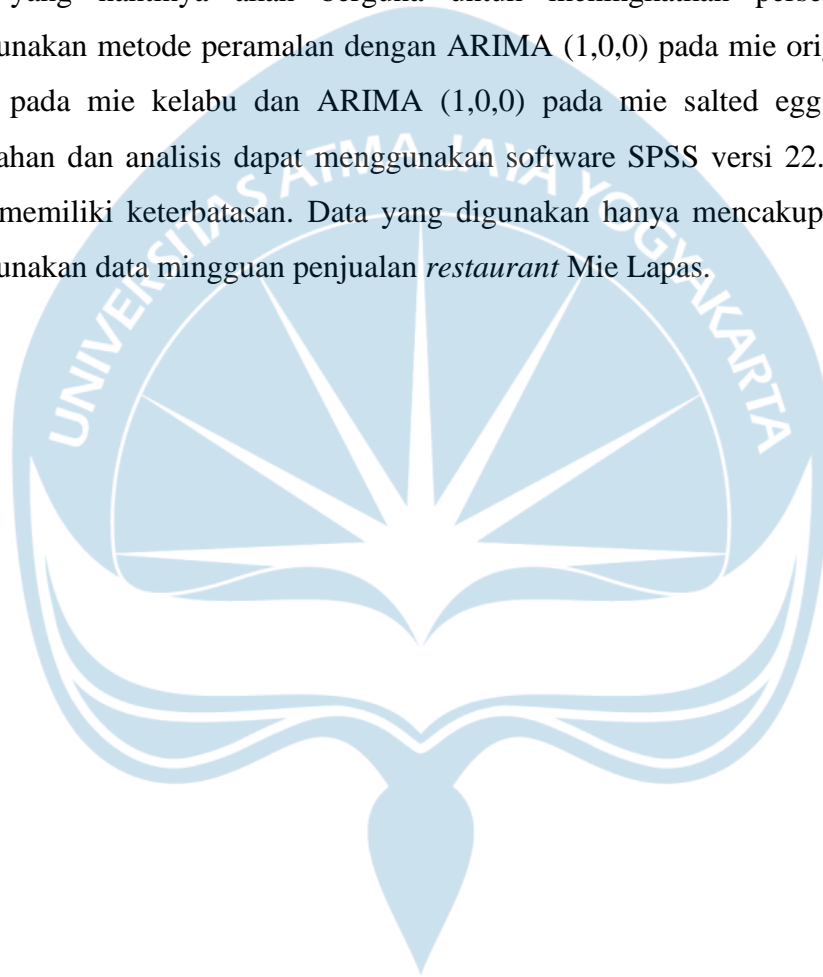 yang nantinya akan berguna untuk meningkatkan perse
unakan metode peramalan dengan ARIMA (1,0,0) pada mie ori
pada mie kelabu dan ARIMA (1,0,0) pada mie salted egg
ahan dan analisis dapat menggunakan software SPSS versi 22.
memiliki keterbatasan. Data yang digunakan hanya mencakup
unakan data mingguan penjualan restaurant Mie Lapas.
UNIVERSITAS ATMA JAYA YOGYAKARTA